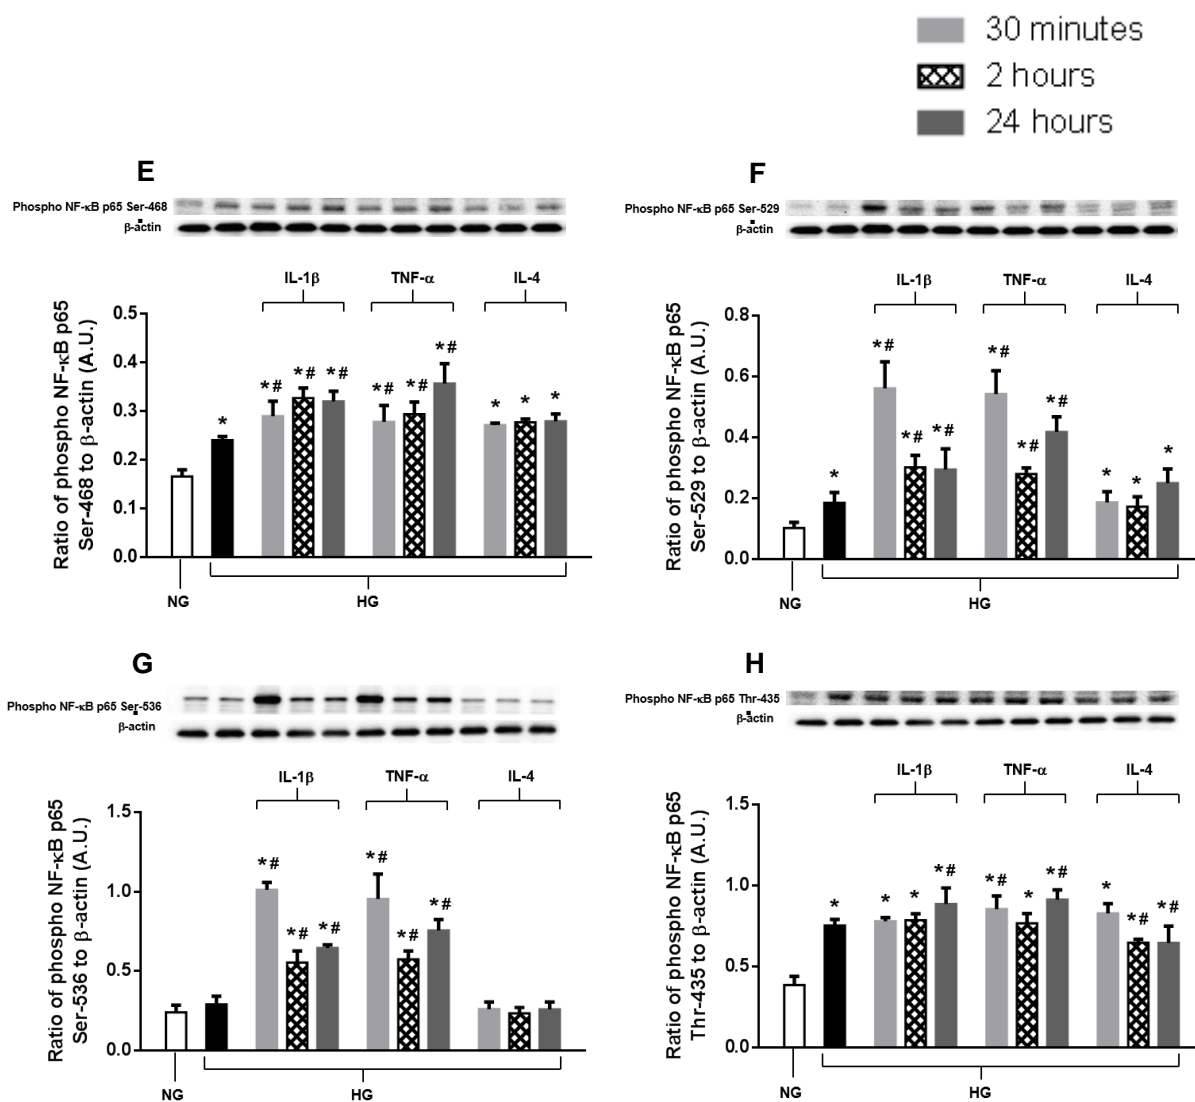 30 minutes
2 hours
24 hours
E
Phospho NF-κB p65 Ser-468
β-actin
IL-1β TNF-α IL-4
Ratio of phospho NF-κB p65
Ser-468 to β-actin (A.U.)
0.5
0.4
0.3
0.2
0.1
0.0
* *# *# *# *# *# *# * * *
NG HG
F
Phospho NF-κB p65 Ser-529
β-actin
IL-1β TNF-α IL-4
Ratio of phospho NF-κB p65
Ser-529 to β-actin (A.U.)
0.8
0.6
0.4
0.2
0.0
* *# *# *# *# *# *# * * *
NG HG
G
Phospho NF-κB p65 Ser-536
β-actin
IL-1β TNF-α IL-4
Ratio of phospho NF-κB p65
Ser-536 to β-actin (A.U.)
1.5
1.0
0.5
0.0
*# *# *# *# *# *#
NG HG
H
Phospho NF-κB p65 Thr-435
β-actin
IL-1β TNF-α IL-4
Ratio of phospho NF-κB p65
Thr-435 to β-actin (A.U.)
1.5
1.0
0.5
0.0
* * * *# *# * *# * *# *#
NG HG